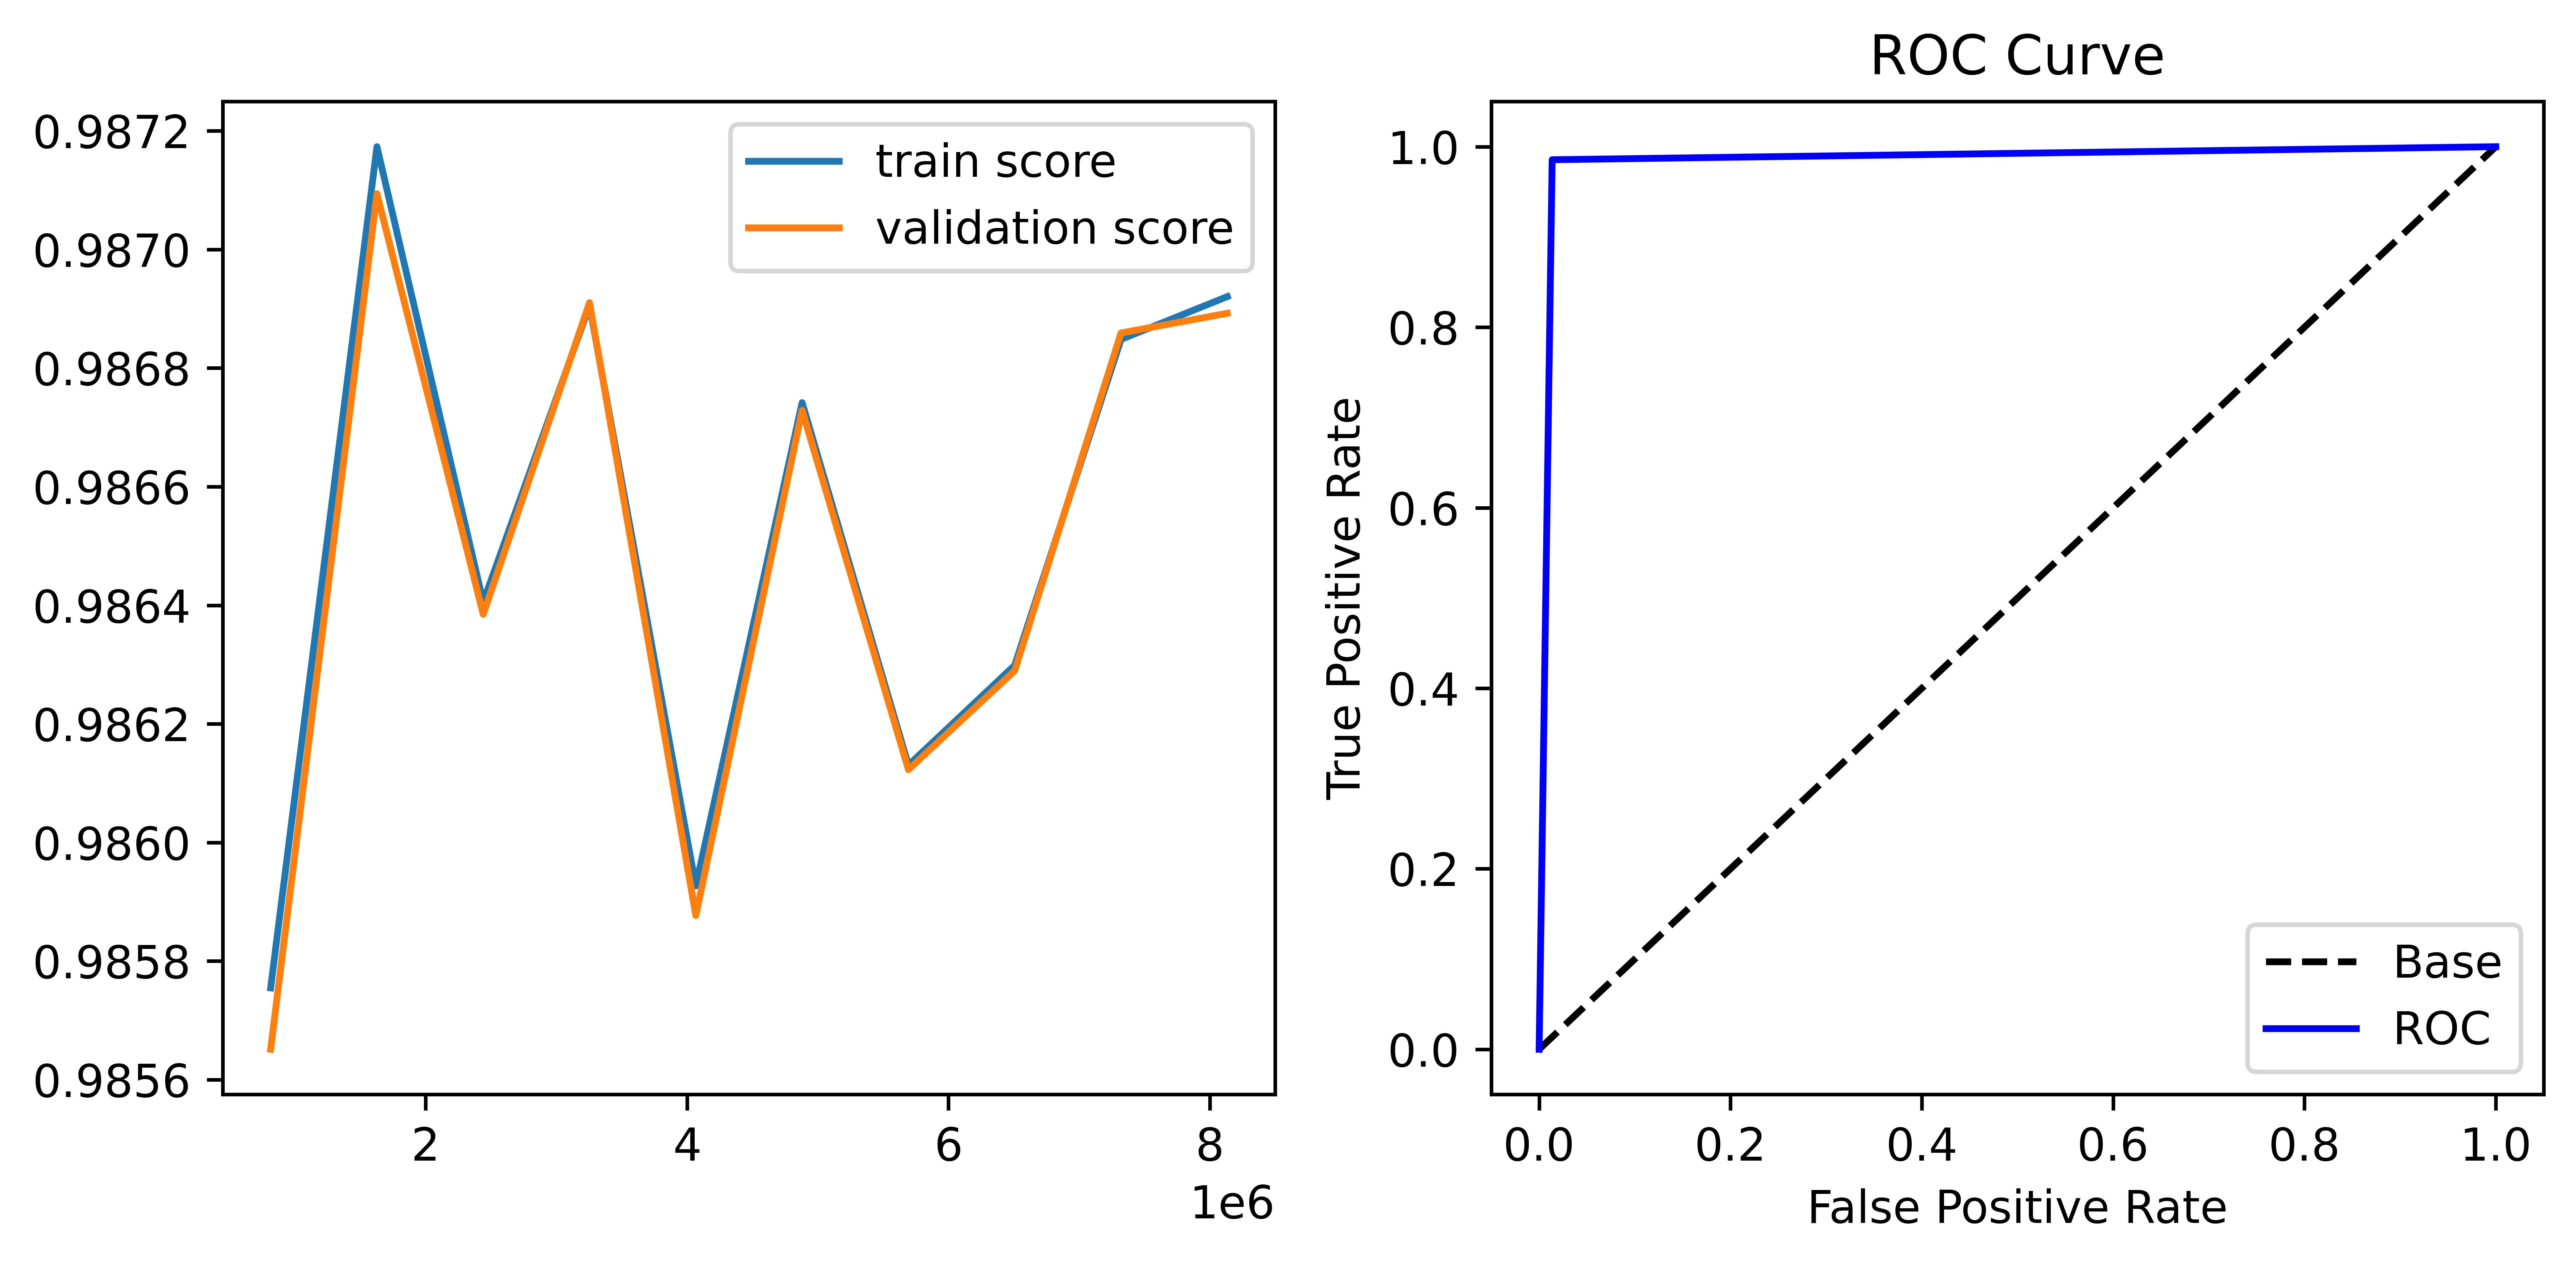 0.9872
0.9870
0.9868
0.9866
0.9864
0.9862
0.9860
0.9858
0.9856
2 4 6 8
1e6
train score
validation score
ROC Curve
True Positive Rate
1.0
0.8
0.6
0.4
0.2
0.0
0.0 0.2 0.4 0.6 0.8 1.0
False Positive Rate
Base
ROC